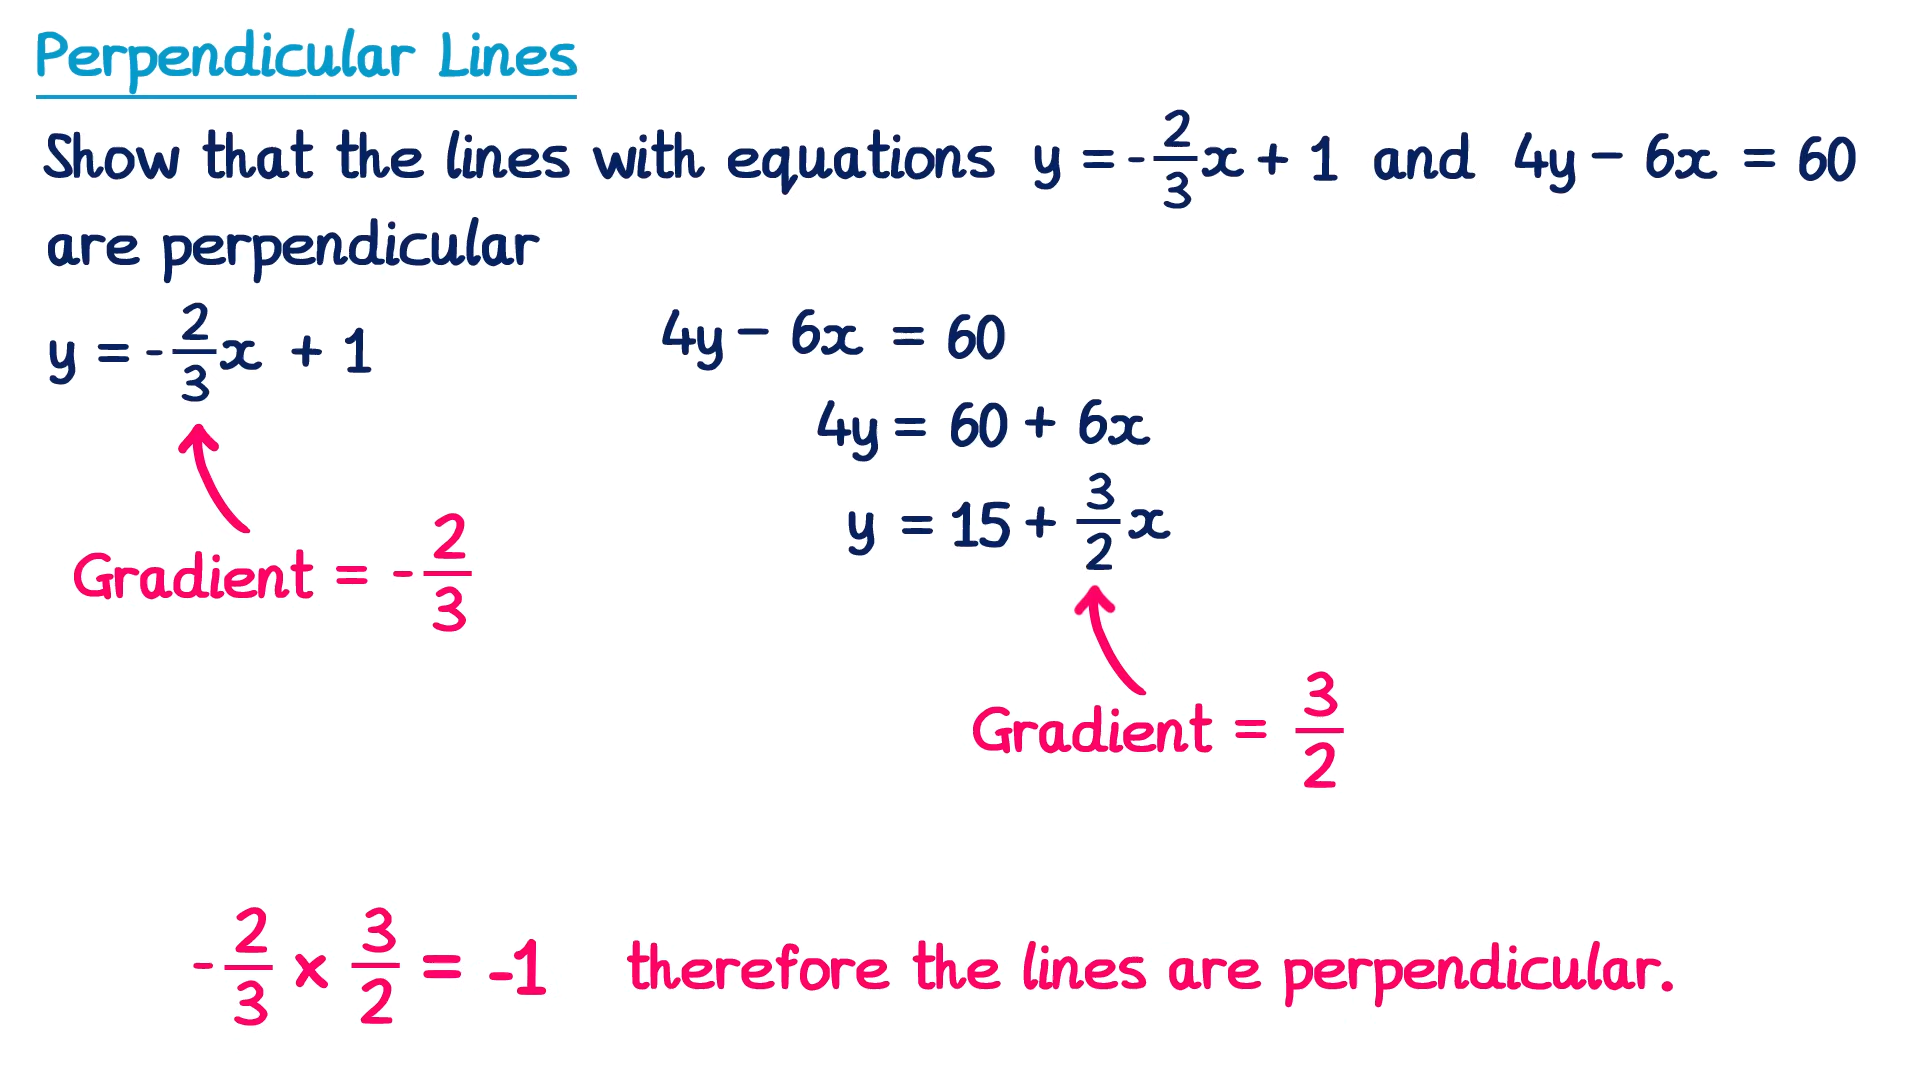 Perpendicular Lines
Show that the lines with equations y = -2/3x + 1 and 4y - 6x = 60
are perpendicular
y = -2/3x + 1
Gradient = -2/3
4y - 6x = 60
4y = 60 + 6x
y = 15 + 3/2x
Gradient = 3/2
-2/3 × 3/2 = -1 therefore the lines are perpendicular.